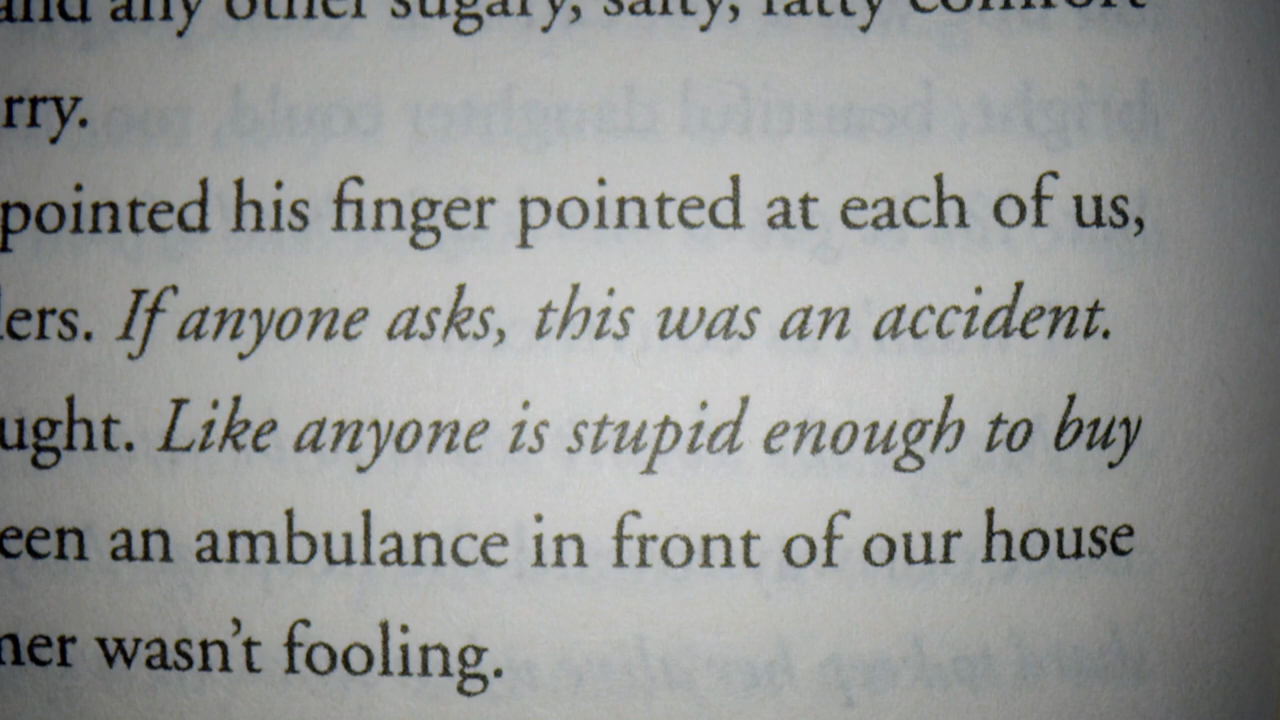 and any other sugary, salty, fatty comfort
rry.
pointed his finger pointed at each of us,
ers. If anyone asks, this was an accident.
ught. Like anyone is stupid enough to buy
een an ambulance in front of our house
ner wasn't fooling.